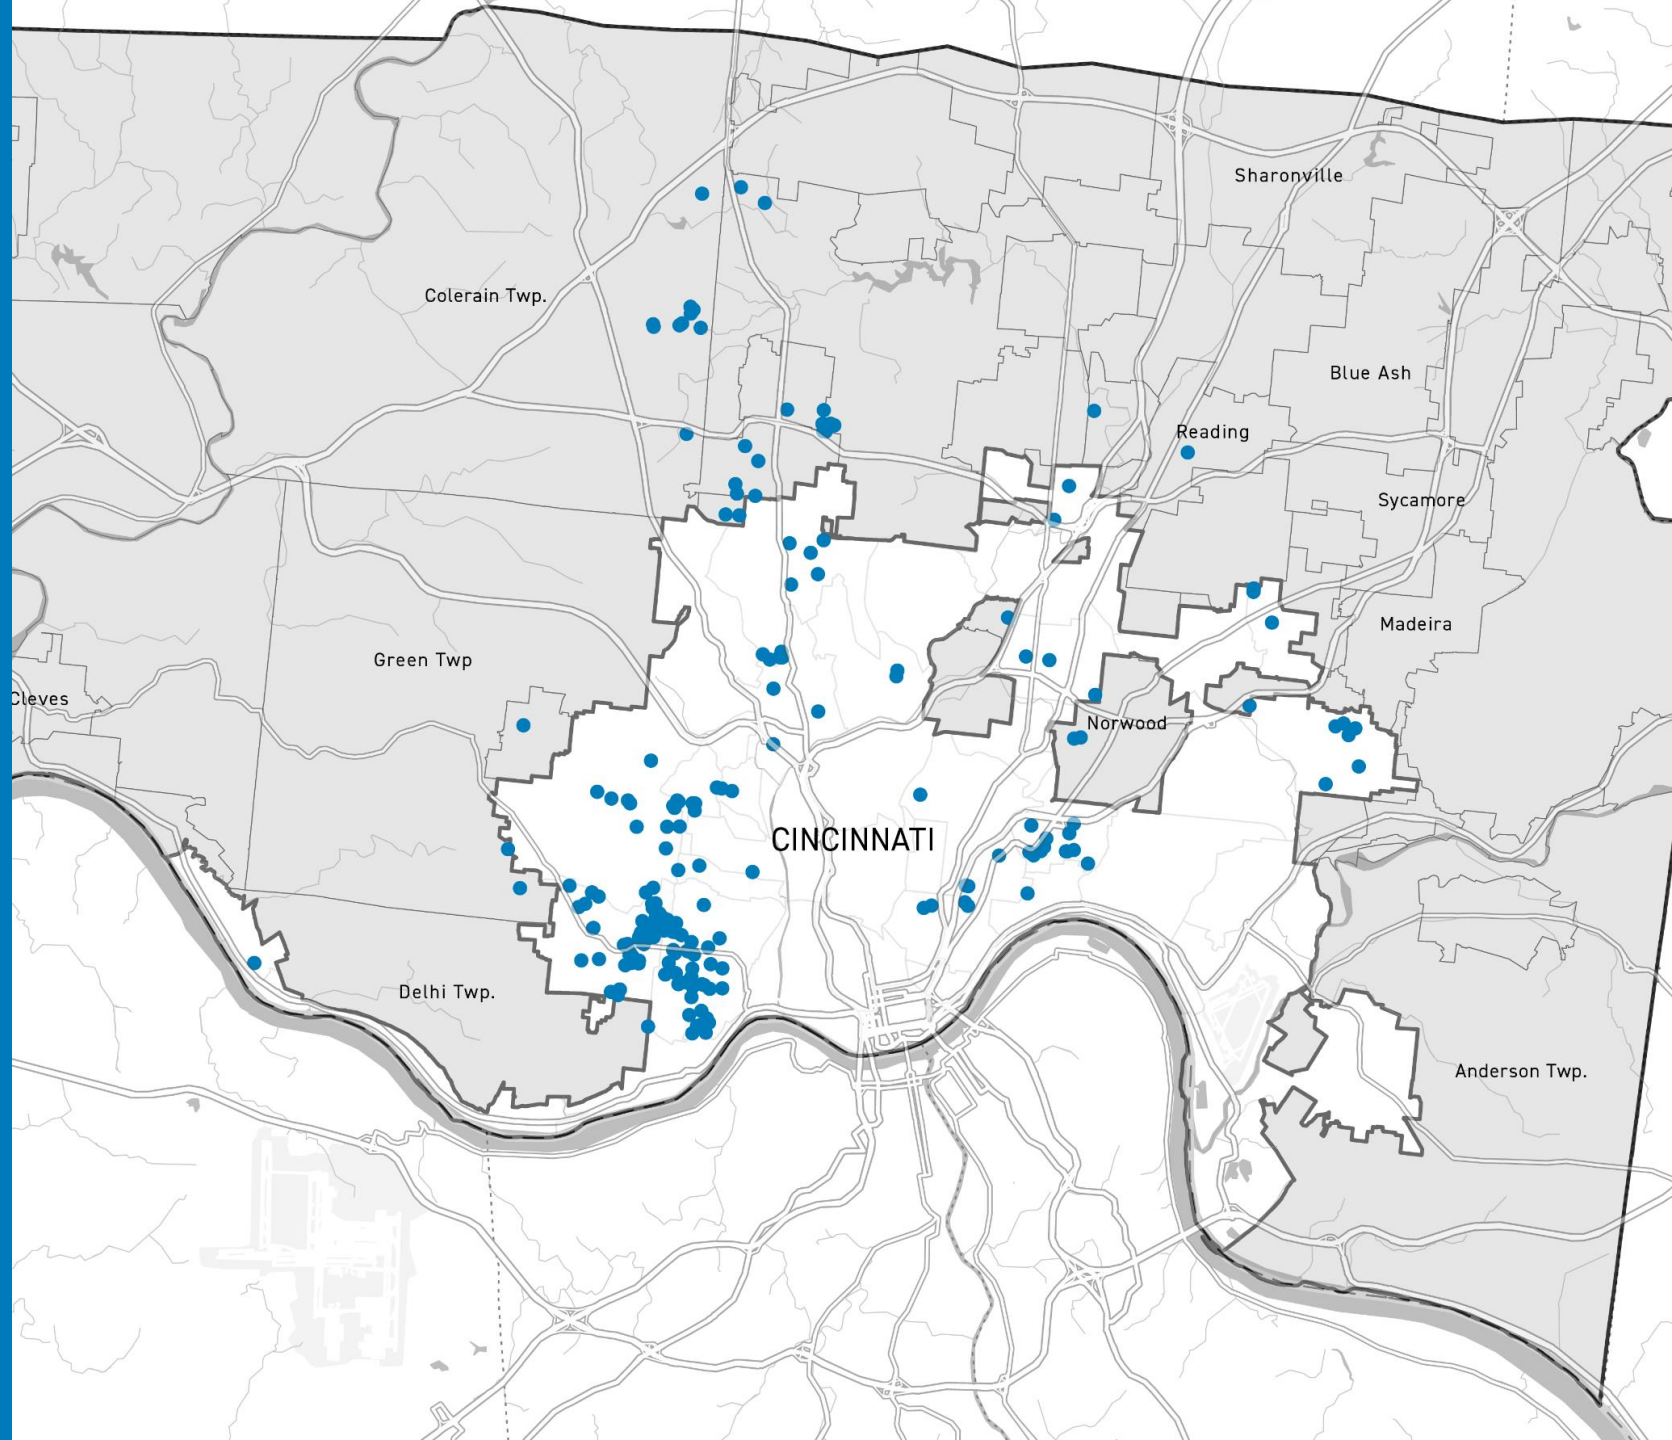 Sharonville
Colerain Twp.
Blue Ash
Reading
Sycamore
Madeira
Green Twp
Cleves
Norwood
CINCINNATI
Delhi Twp.
Anderson Twp.